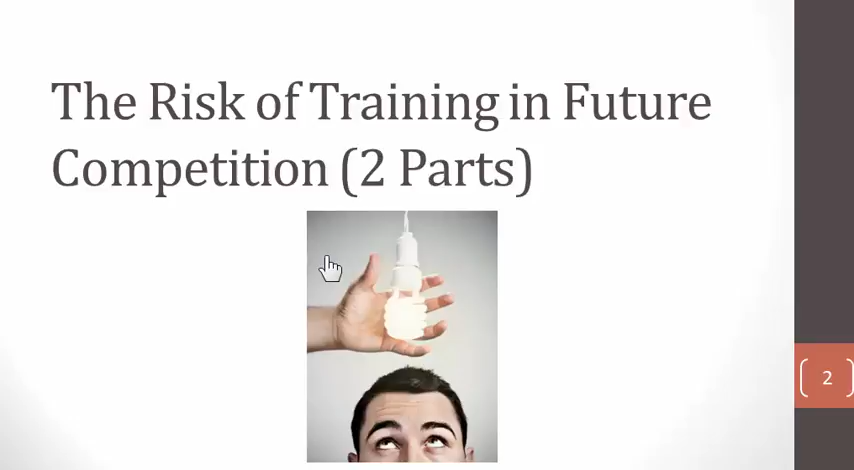 The Risk of Training in Future
Competition (2 Parts)
2